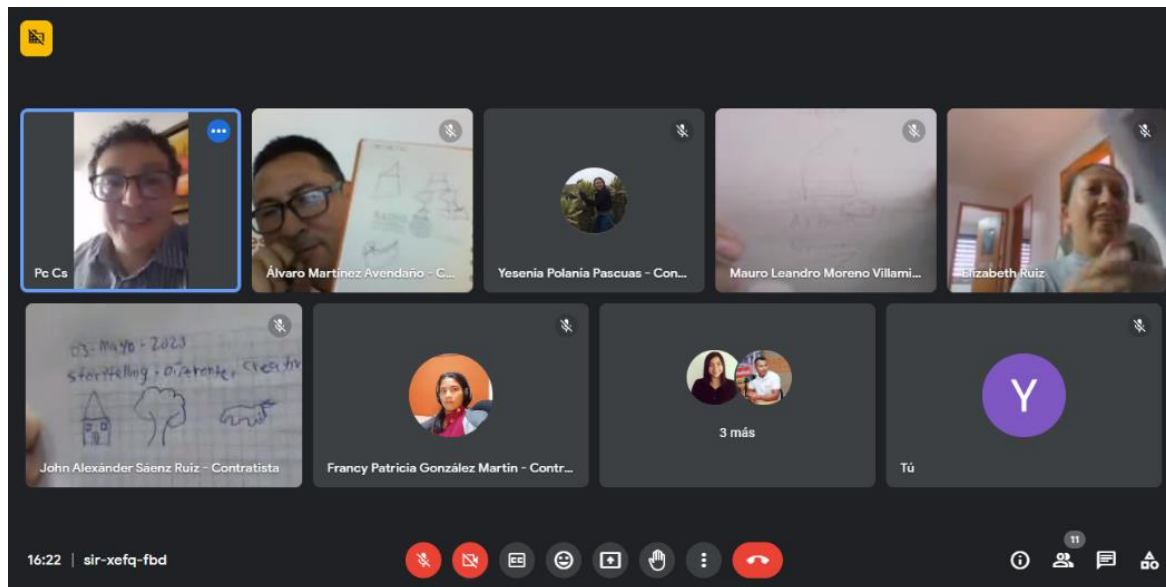 Pc Cs
Álvaro Martínez Avendaño - C...
Yesenia Polania Pascuas - Con...
Mauro Leandro Moreno Villami...
Elizabeth Ruiz
03-Mayo-2023
storytelling: Diferente, creativ
John Alexánder Sáenz Ruiz - Contratista
Francy Patricia González Martin - Contr...
3 más
Y
Tú
16:22 | sir-xefq-fbd
CC
11